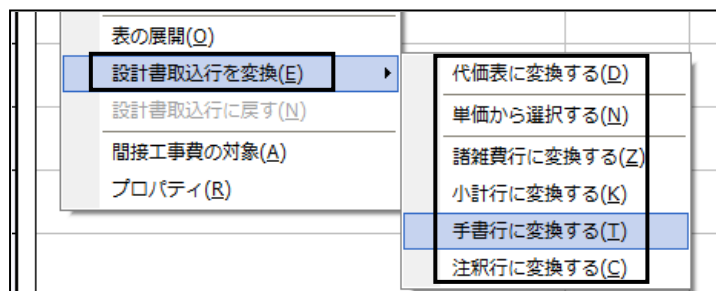 表の展開(O)
設計書取込行を変換(E)
設計書取込行に戻す(N)
間接工事費の対象(A)
プロパティ(R)
代価表に変換する(D)
単価から選択する(N)
諸雑費行に変換する(Z)
小計行に変換する(K)
手書行に変換する(T)
注釈行に変換する(C)